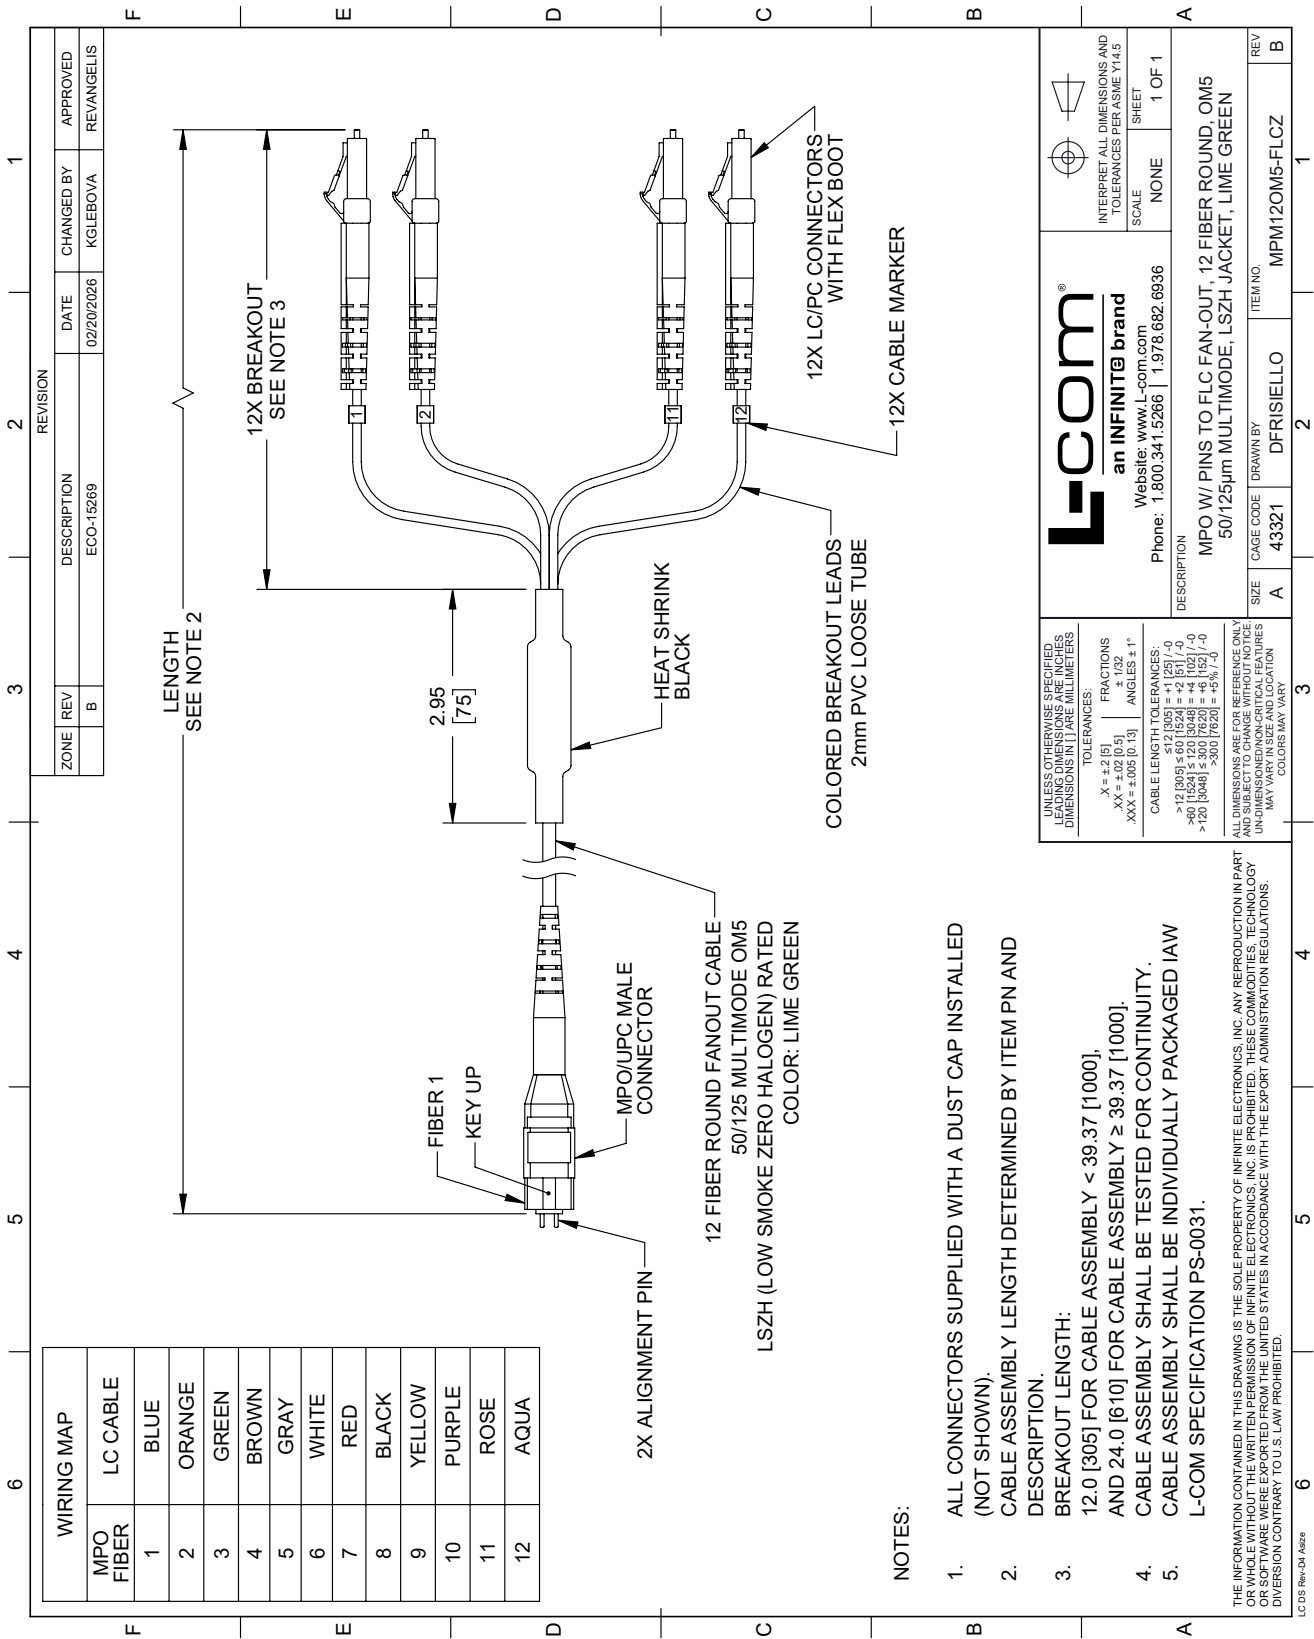 6
5
4
3
2
1
F
E
D
C
B
A
WIRING MAP
MPO FIBER
LC CABLE
1 BLUE
2 ORANGE
3 GREEN
4 BROWN
5 GRAY
6 WHITE
7 RED
8 BLACK
9 YELLOW
10 PURPLE
11 ROSE
12 AQUA
REVISION
ZONE REV DESCRIPTION DATE CHANGED BY APPROVED
B ECO-15269 02/20/2026 KGLEBOVA REVANGELIS
LENGTH
SEE NOTE 2
12X BREAKOUT
SEE NOTE 3
2.95
[75]
FIBER 1
KEY UP
2X ALIGNMENT PIN
MPO/UPC MALE
CONNECTOR
12 FIBER ROUND FANOUT CABLE
50/125 MULTIMODE OM5
LSZH (LOW SMOKE ZERO HALOGEN) RATED
COLOR: LIME GREEN
HEAT SHRINK
BLACK
COLORED BREAKOUT LEADS
2mm PVC LOOSE TUBE
1
2
11
12
12X LC/PC CONNECTORS
WITH FLEX BOOT
12X CABLE MARKER
NOTES:
1. ALL CONNECTORS SUPPLIED WITH A DUST CAP INSTALLED
(NOT SHOWN).
2. CABLE ASSEMBLY LENGTH DETERMINED BY ITEM PN AND
DESCRIPTION.
3. BREAKOUT LENGTH:
12.0 [305] FOR CABLE ASSEMBLY < 39.37 [1000],
AND 24.0 [610] FOR CABLE ASSEMBLY ≥ 39.37 [1000].
4. CABLE ASSEMBLY SHALL BE TESTED FOR CONTINUITY.
5. CABLE ASSEMBLY SHALL BE INDIVIDUALLY PACKAGED IAW
L-COM SPECIFICATION PS-0031.
THE INFORMATION CONTAINED IN THIS DRAWING IS THE SOLE PROPERTY OF INFINITE ELECTRONICS, INC. ANY REPRODUCTION IN PART
OR WHOLE WITHOUT THE WRITTEN PERMISSION OF INFINITE ELECTRONICS, INC. IS PROHIBITED. THESE COMMODITIES, TECHNOLOGY
OR SOFTWARE WERE EXPORTED FROM THE UNITED STATES IN ACCORDANCE WITH THE EXPORT ADMINISTRATION REGULATIONS.
DIVERSION CONTRARY TO U.S. LAW PROHIBITED.
UNLESS OTHERWISE SPECIFIED
LEADING DIMENSIONS ARE INCHES
DIMENSIONS IN [ ] ARE MILLIMETERS
TOLERANCES:
.X = ±.2 [5]
.XX = ±.02 [0.5]
.XXX = ±.005 [0.13]
FRACTIONS
± 1/32
ANGLES ± 1°
CABLE LENGTH TOLERANCES:
≤12 [305] = +1 [25] / -0
>12 [305] ≤ 60 [1524] = +2 [51] / -0
>60 [1524] ≤ 120 [3048] = +4 [102] / -0
>120 [3048] ≤ 300 [7620] = +6 [152] / -0
>300 [7620] = +5% / -0
ALL DIMENSIONS ARE FOR REFERENCE ONLY
AND SUBJECT TO CHANGE WITHOUT NOTICE.
UN-DIMENSIONED/NON-CRITICAL FEATURES
MAY VARY IN SIZE AND LOCATION
COLORS MAY VARY
L-com®
an INFINIT® brand
Website: www.L-com.com
Phone: 1.800.341.5266 | 1.978.682.6936
INTERPRET ALL DIMENSIONS AND
TOLERANCES PER ASME Y14.5
SCALE
NONE
SHEET
1 OF 1
DESCRIPTION
MPO W/ PINS TO FLC FAN-OUT, 12 FIBER ROUND, OM5
50/125µm MULTIMODE, LSZH JACKET, LIME GREEN
SIZE
A
CAGE CODE
43321
DRAWN BY
DFRISIELLO
ITEM NO.
MPM12OM5-FLCZ
REV
B
LC DS Rev-D4 Asize
6
5
4
3
2
1
F
E
D
C
B
A